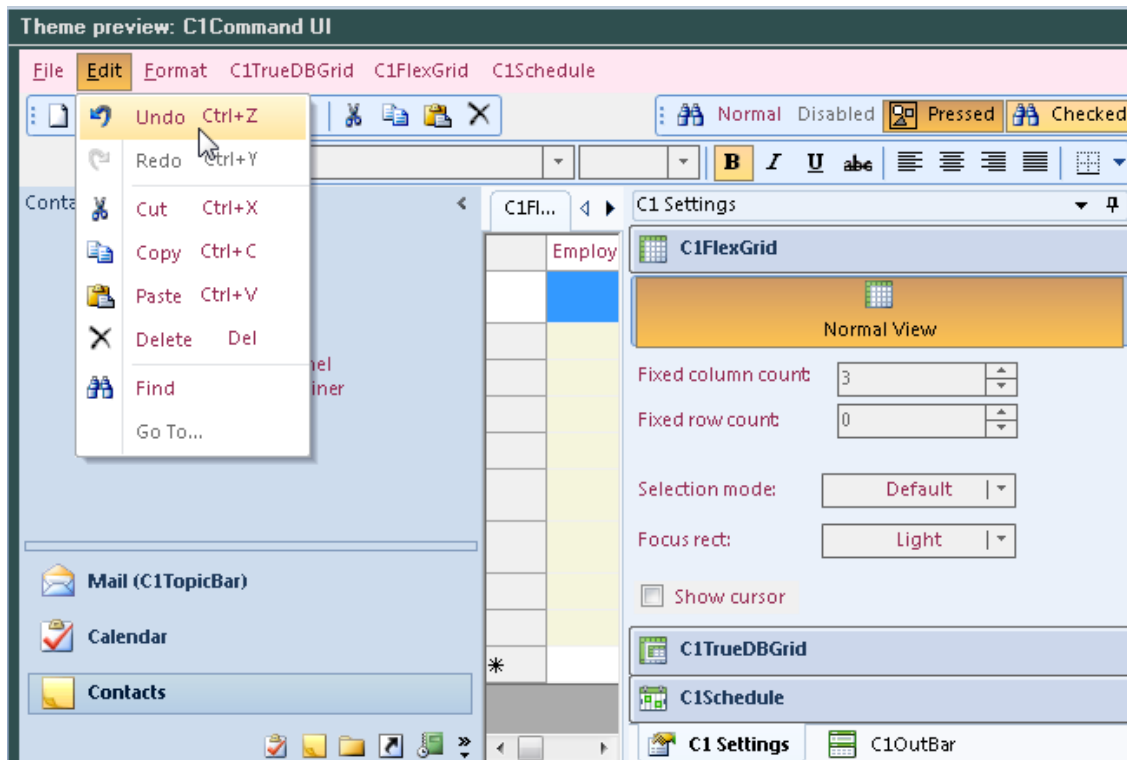 Theme preview: C1Command UI
File Edit Format C1TrueDBGrid C1FlexGrid C1Schedule
Undo Ctrl+Z
Normal Disabled Pressed Checked
Redo Ctrl+Y
B I U abc
Cut Ctrl+X
Copy Ctrl+C
Paste Ctrl+V
Delete Del
Find
Go To...
Mail (C1TopicBar)
Calendar
Contacts
C1Fl...
Employ
C1 Settings
C1FlexGrid
Normal View
Fixed column count: 3
Fixed row count: 0
Selection mode: Default
Focus rect: Light
Show cursor
C1TrueDBGrid
C1Schedule
C1 Settings C1OutBar